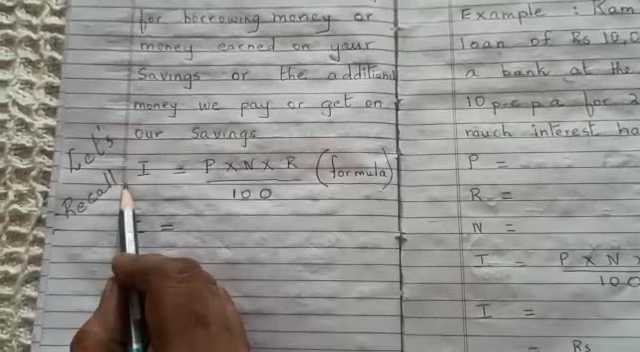 for borrowing money or
money earned on your
savings or the additional
money we pay or get on
our savings
Let's
Recall
I = P x N x R (formula)
100
=
Example : Ram
loan of Rs 10,0
a bank at the
10 p.c p.a for
much interest ha
P =
R =
N =
I = P x N x
100
I =
= Rs